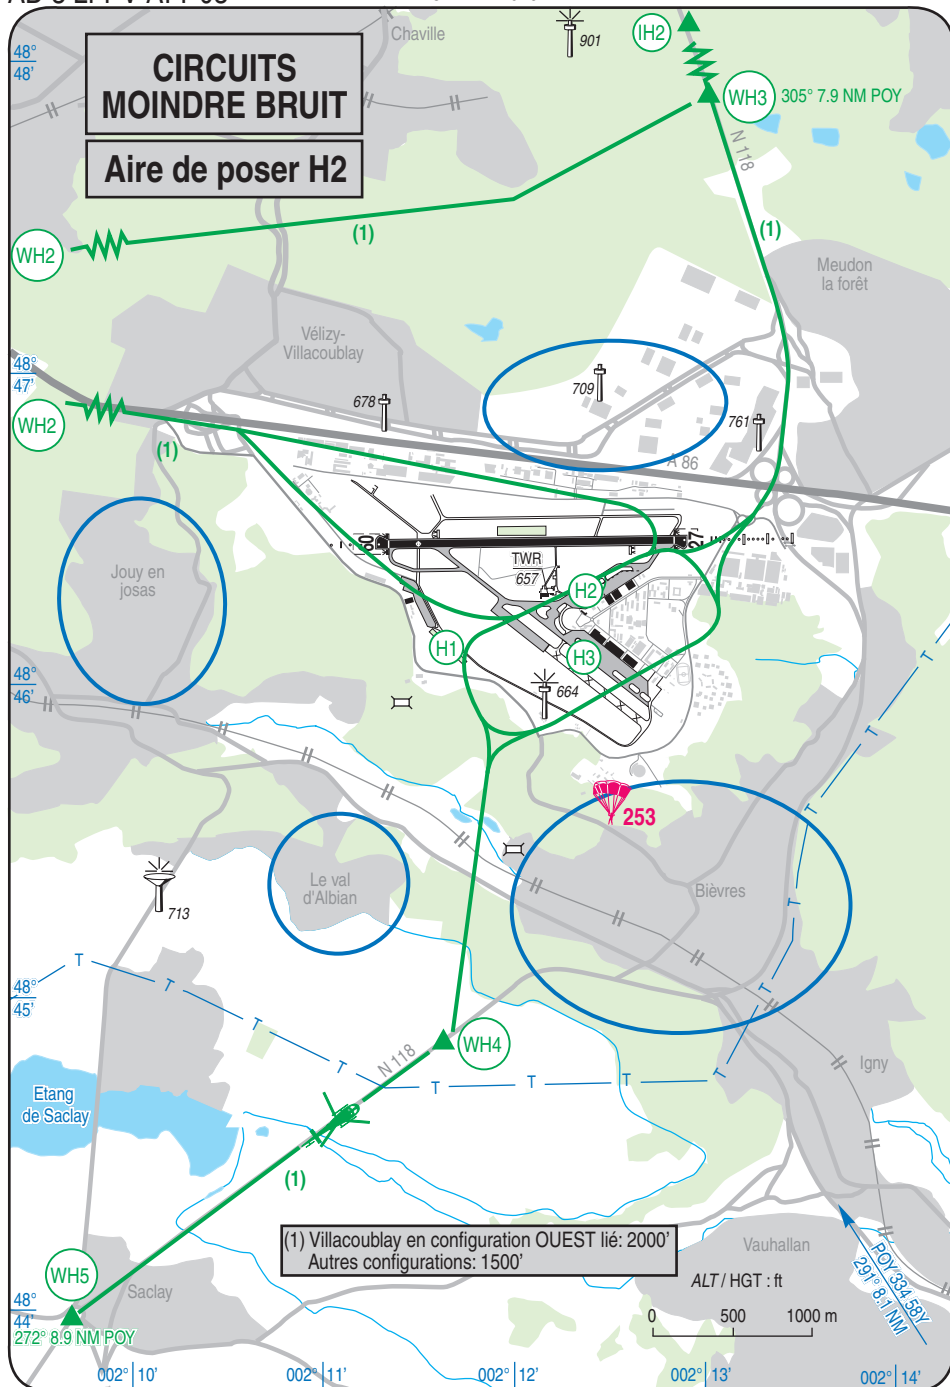 CIRCUITS
MOINDRE BRUIT
Aire de poser H2
Chaville
901
IH2
WH3
305° 7.9 NM POY
N 118
48°
48'
(1)
(1)
WH2
Meudon
la forêt
Vélizy-
Villacoublay
48°
47'
709
678
761
WH2
(1)
A 86
09
27
TWR
657
Jouy en
josas
H2
H1
H3
48°
46'
664
253
Le val
d'Albian
Bièvres
713
T
T
T
T
T
T
T
T
T
T
T
T
48°
45'
N 118
WH4
Igny
Etang
de Saclay
(1)
(1) Villacoublay en configuration OUEST lié: 2000'
Autres configurations: 1500'
Vauhallan
POY 334 58Y
291° 8.1 NM
WH5
Saclay
ALT / HGT : ft
0 500 1000 m
48°
44'
272° 8.9 NM POY
002° 10' 002° 11' 002° 12' 002° 13' 002° 14'